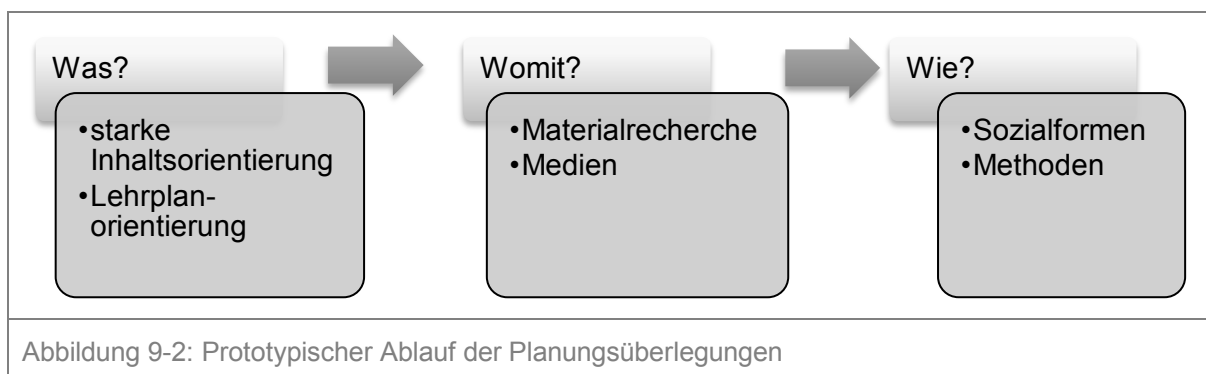 Was?
•starke
Inhaltsorientierung
•Lehrplan-
orientierung
Womit?
•Materialrecherche
•Medien
Wie?
•Sozialformen
•Methoden
Abbildung 9-2: Prototypischer Ablauf der Planungsüberlegungen